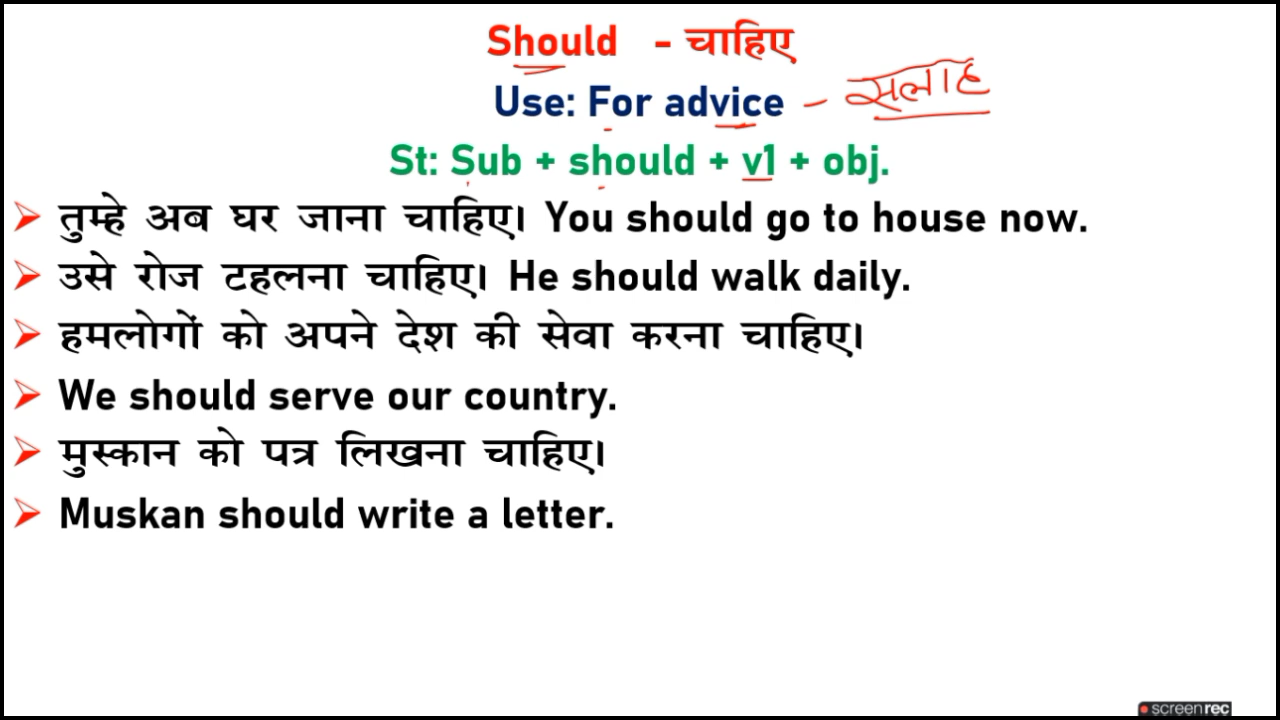 Should - चाहिए
Use: For advice - सलाह
St: Sub + should + v1 + obj.
➢ तुम्हे अब घर जाना चाहिए। You should go to house now.
➢ उसे रोज टहलना चाहिए। He should walk daily.
➢ हमलोगों को अपने देश की सेवा करना चाहिए।
➢ We should serve our country.
➢ मुस्कान को पत्र लिखना चाहिए।
➢ Muskan should write a letter.
screenrec